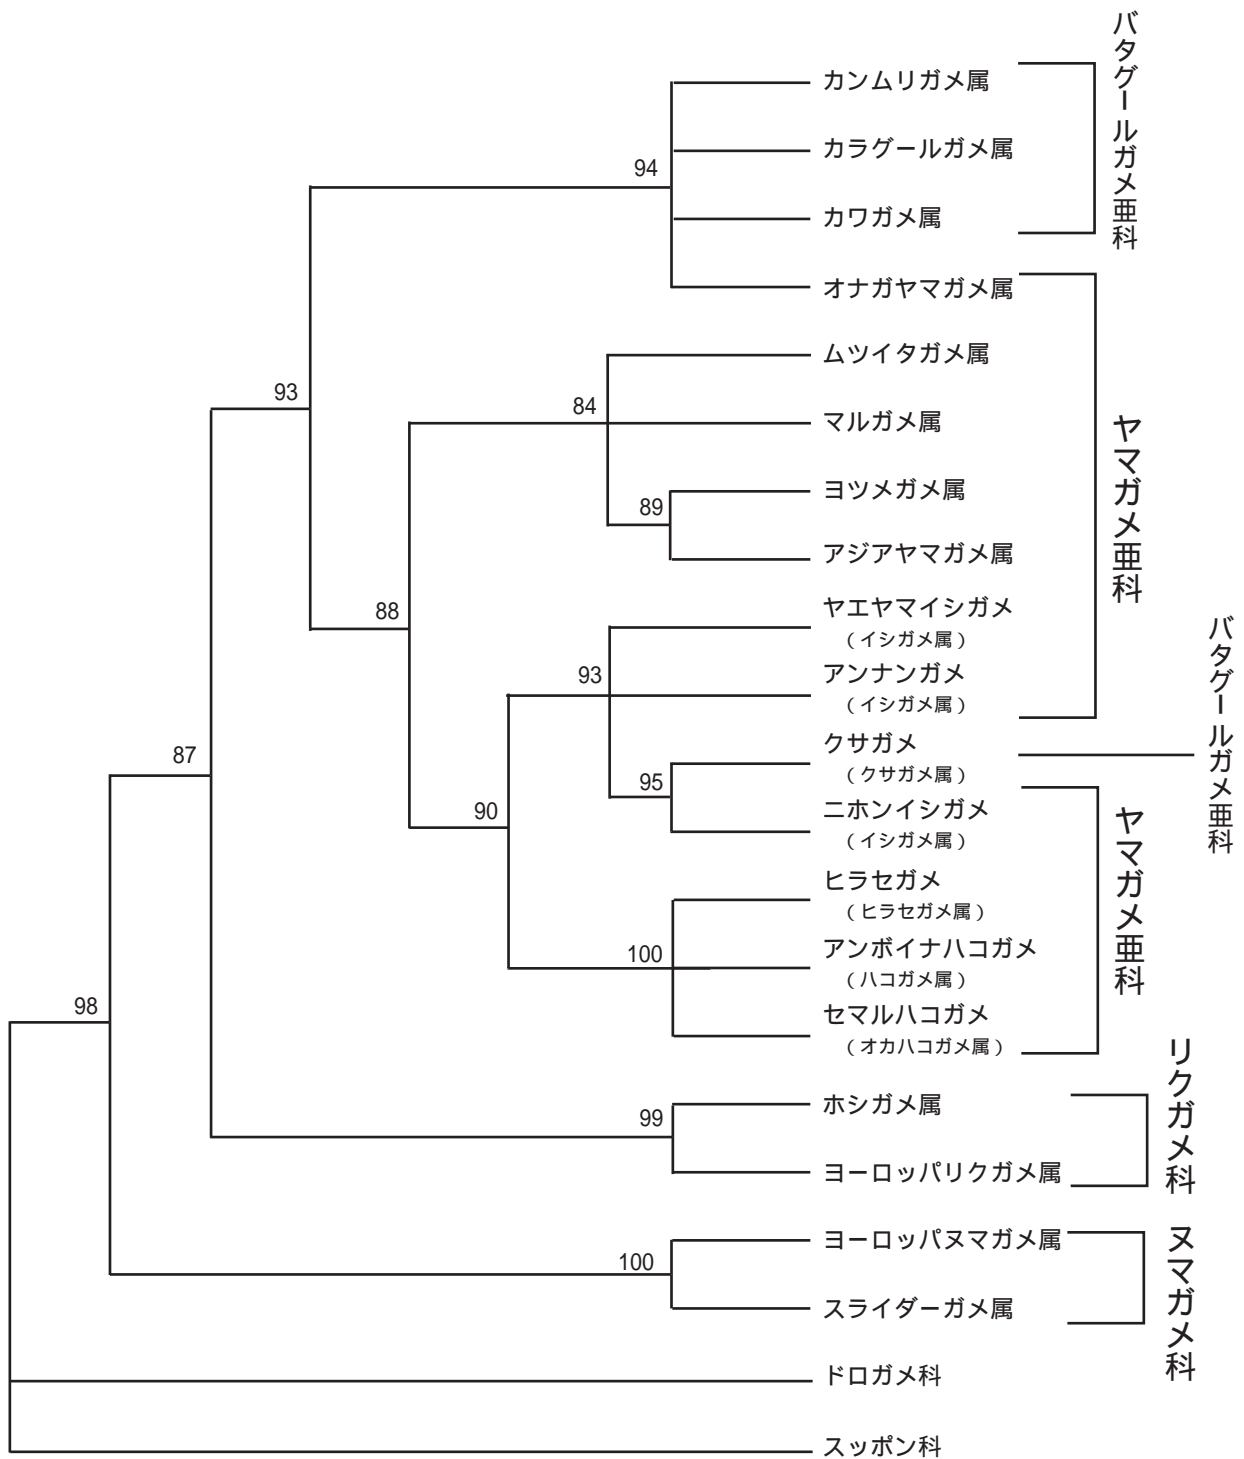 バタグールガメ亜科
カンムリガメ属
カラグールガメ属
94
カワガメ属
オナガヤマガメ属
ムツイタガメ属
93
84
マルガメ属
ヤマガメ亜科
ヨツメガメ属
89
アジアヤマガメ属
88
ヤエヤマイシガメ
（イシガメ属）
バタグールガメ亜科
93
アンナンガメ
（イシガメ属）
87
クサガメ
（クサガメ属）
95
90
ニホンイシガメ
（イシガメ属）
ヤマガメ亜科
ヒラセガメ
（ヒラセガメ属）
100
アンボイナハコガメ
（ハコガメ属）
98
セマルハコガメ
（オカハコガメ属）
リクガメ科
ホシガメ属
99
ヨーロッパリクガメ属
ヌマガメ科
ヨーロッパヌマガメ属
100
スライダーガメ属
ドロガメ科
スッポン科